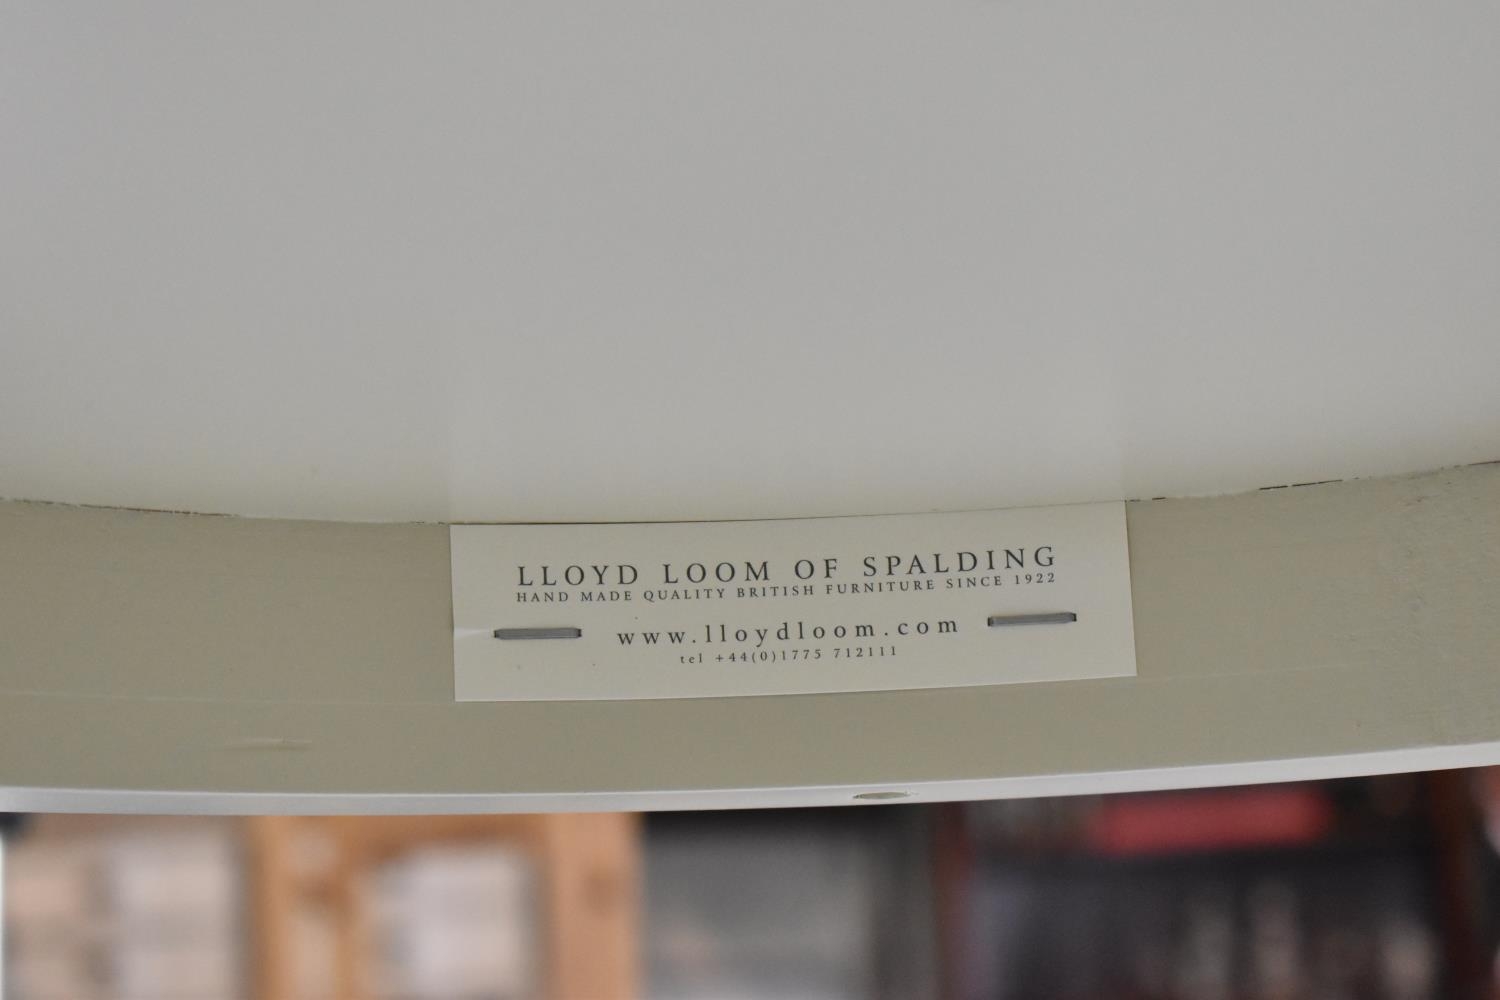 LLOYD LOOM OF SPALDING
HAND MADE QUALITY BRITISH FURNITURE SINCE 1922
www.lloydloom.com
tel +44(0)1775 712111